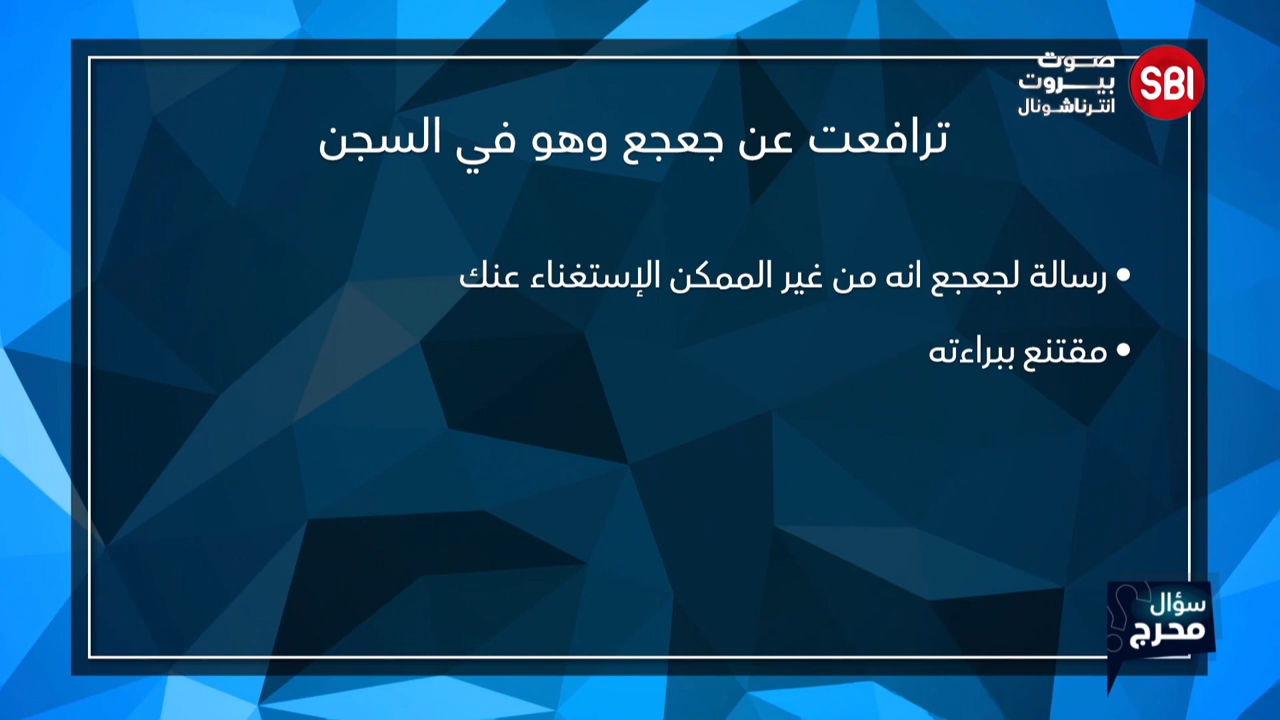 صوت
بيروت
انترناشونال
SBI
ترافعت عن جعجع وهو في السجن
• رسالة لجعجع انه من غير الممكن الإستغناء عنك
• مقتنع ببراءته
سؤال
محرج
؟